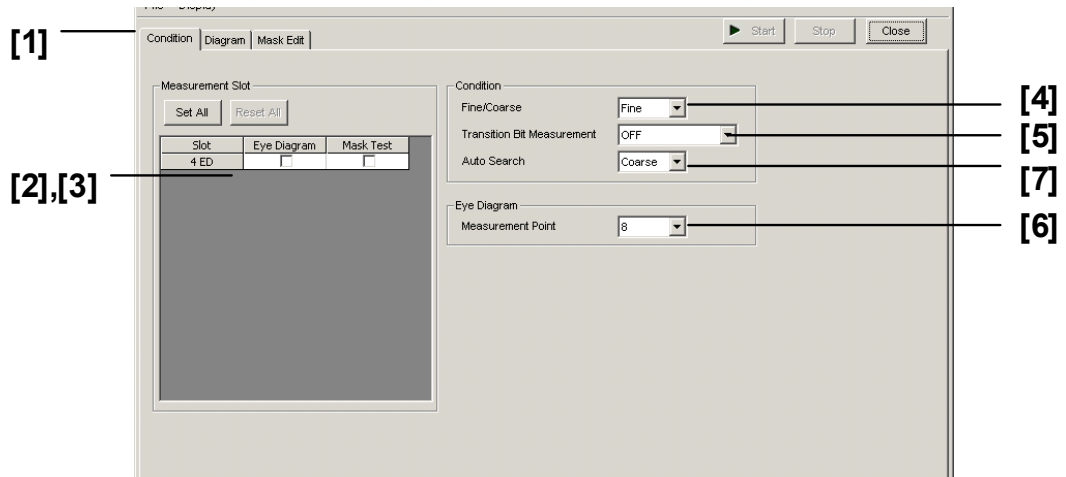 File Display
[1]
Condition Diagram Mask Edit
Start Stop Close
Measurement Slot
Set All Reset All
Slot Eye Diagram Mask Test
4 ED
[2],[3]
Condition
Fine/Coarse Fine [4]
Transition Bit Measurement OFF [5]
Auto Search Coarse [7]
Eye Diagram
Measurement Point 8 [6]